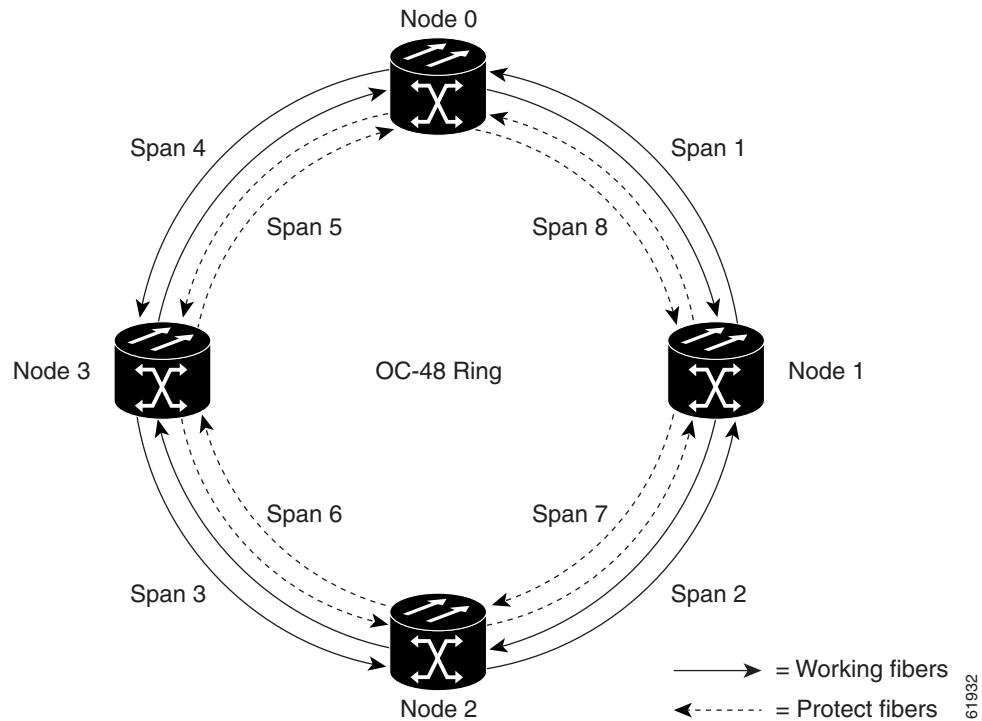 Node 0
Span 4
Span 1
Span 5
Span 8
Node 3
OC-48 Ring
Node 1
Span 6
Span 7
Span 3
Span 2
Node 2
= Working fibers
= Protect fibers
61932